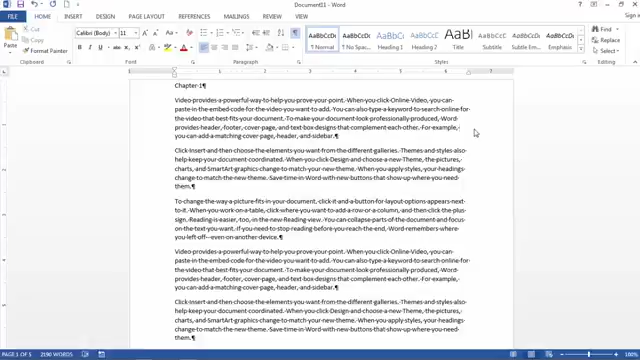 Document11 - Word
Sign in
FILE HOME INSERT DESIGN PAGE LAYOUT REFERENCES MAILINGS REVIEW VIEW
Cut
Copy
Format Painter
Paste
Clipboard
Calibri (Body) 11
Font
Paragraph
AaBbCcDc AaBbCcDc AaBbCc AaBbCcC AaB AaBbCcC AaBbCcDc
¶ Normal ¶ No Spac... Heading 1 Heading 2 Title Subtitle Subtle Em...
Styles
Find
Replace
Select
Editing
Chapter·1¶
Video·provides·a·powerful·way·to·help·you·prove·your·point.·When·you·click·Online·Video,·you·can·
paste·in·the·embed·code·for·the·video·you·want·to·add.·You·can·also·type·a·keyword·to·search·online·for·
the·video·that·best·fits·your·document.·To·make·your·document·look·professionally·produced,·Word·
provides·header,·footer,·cover·page,·and·text·box·designs·that·complement·each·other.·For·example,·
you·can·add·a·matching·cover·page,·header,·and·sidebar.¶
Click·Insert·and·then·choose·the·elements·you·want·from·the·different·galleries.·Themes·and·styles·also·
help·keep·your·document·coordinated.·When·you·click·Design·and·choose·a·new·Theme,·the·pictures,·
charts,·and·SmartArt·graphics·change·to·match·your·new·theme.·When·you·apply·styles,·your·headings·
change·to·match·the·new·theme.·Save·time·in·Word·with·new·buttons·that·show·up·where·you·need·
them.¶
To·change·the·way·a·picture·fits·in·your·document,·click·it·and·a·button·for·layout·options·appears·next·
to·it.·When·you·work·on·a·table,·click·where·you·want·to·add·a·row·or·a·column,·and·then·click·the·plus·
sign.·Reading·is·easier,·too,·in·the·new·Reading·view.·You·can·collapse·parts·of·the·document·and·focus·
on·the·text·you·want.·If·you·need·to·stop·reading·before·you·reach·the·end,·Word·remembers·where·
you·left·off·-·even·on·another·device.¶
Video·provides·a·powerful·way·to·help·you·prove·your·point.·When·you·click·Online·Video,·you·can·
paste·in·the·embed·code·for·the·video·you·want·to·add.·You·can·also·type·a·keyword·to·search·online·for·
the·video·that·best·fits·your·document.·To·make·your·document·look·professionally·produced,·Word·
provides·header,·footer,·cover·page,·and·text·box·designs·that·complement·each·other.·For·example,·
you·can·add·a·matching·cover·page,·header,·and·sidebar.¶
Click·Insert·and·then·choose·the·elements·you·want·from·the·different·galleries.·Themes·and·styles·also·
help·keep·your·document·coordinated.·When·you·click·Design·and·choose·a·new·Theme,·the·pictures,·
charts,·and·SmartArt·graphics·change·to·match·your·new·theme.·When·you·apply·styles,·your·headings·
change·to·match·the·new·theme.·Save·time·in·Word·with·new·buttons·that·show·up·where·you·need·
them.¶
PAGE 1 OF 5 2190 WORDS 100%